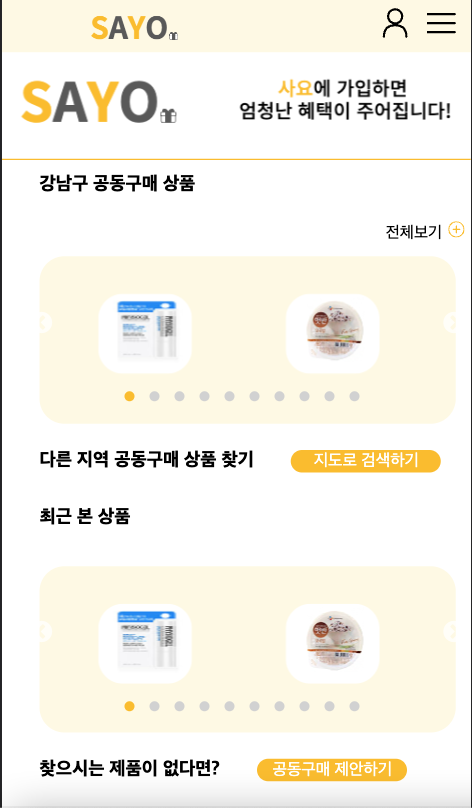 SAYO
SAYO
사요에 가입하면
엄청난 혜택이 주어집니다!
강남구 공동구매 상품
전체보기
다른 지역 공동구매 상품 찾기
지도로 검색하기
최근 본 상품
찾으시는 제품이 없다면?
공동구매 제안하기